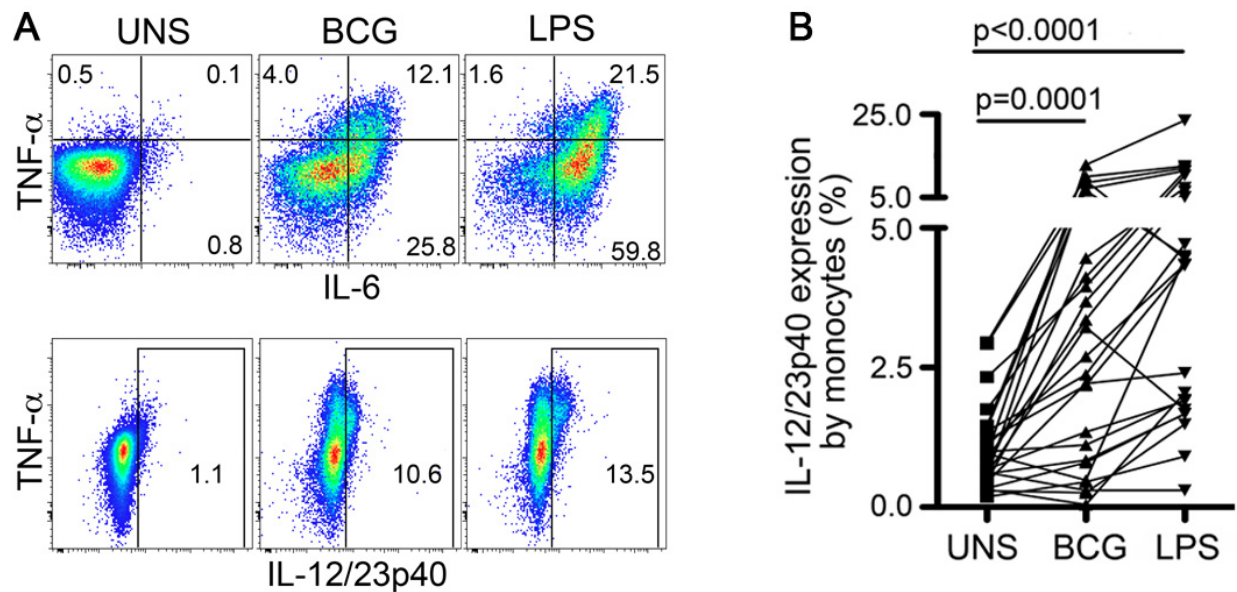 A
UNS BCG LPS
TNF-α
0.5 0.1
0.8
4.0 12.1
25.8
1.6 21.5
59.8
IL-6
TNF-α
1.1
10.6
13.5
IL-12/23p40
B
p<0.0001
p=0.0001
IL-12/23p40 expression
by monocytes (%)
25.0
5.0
5.0
2.5
0.0
UNS BCG LPS